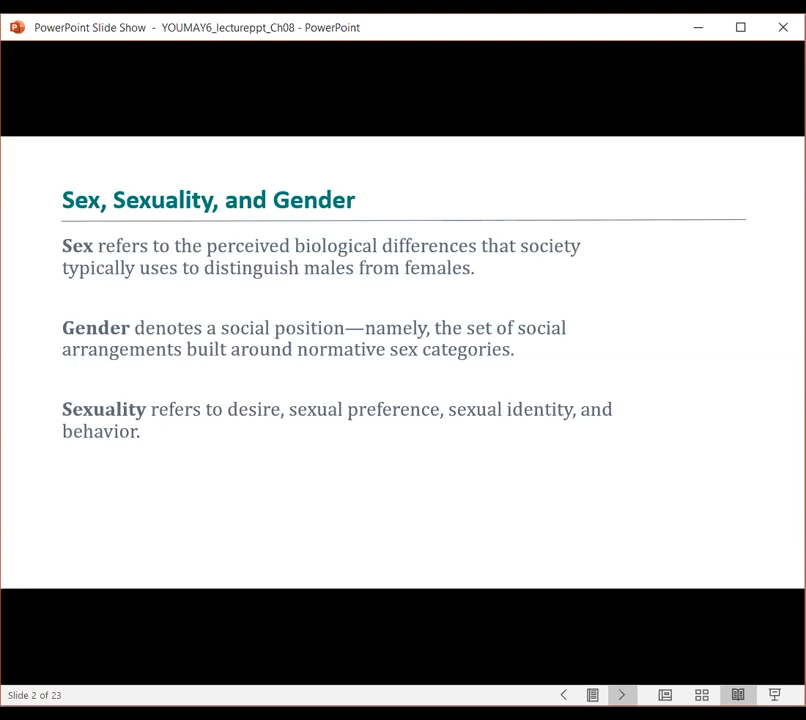 PowerPoint Slide Show - YOUMAY6_lectureppt_Ch08 - PowerPoint
Sex, Sexuality, and Gender
Sex refers to the perceived biological differences that society
typically uses to distinguish males from females.
Gender denotes a social position—namely, the set of social
arrangements built around normative sex categories.
Sexuality refers to desire, sexual preference, sexual identity, and
behavior.
Slide 2 of 23